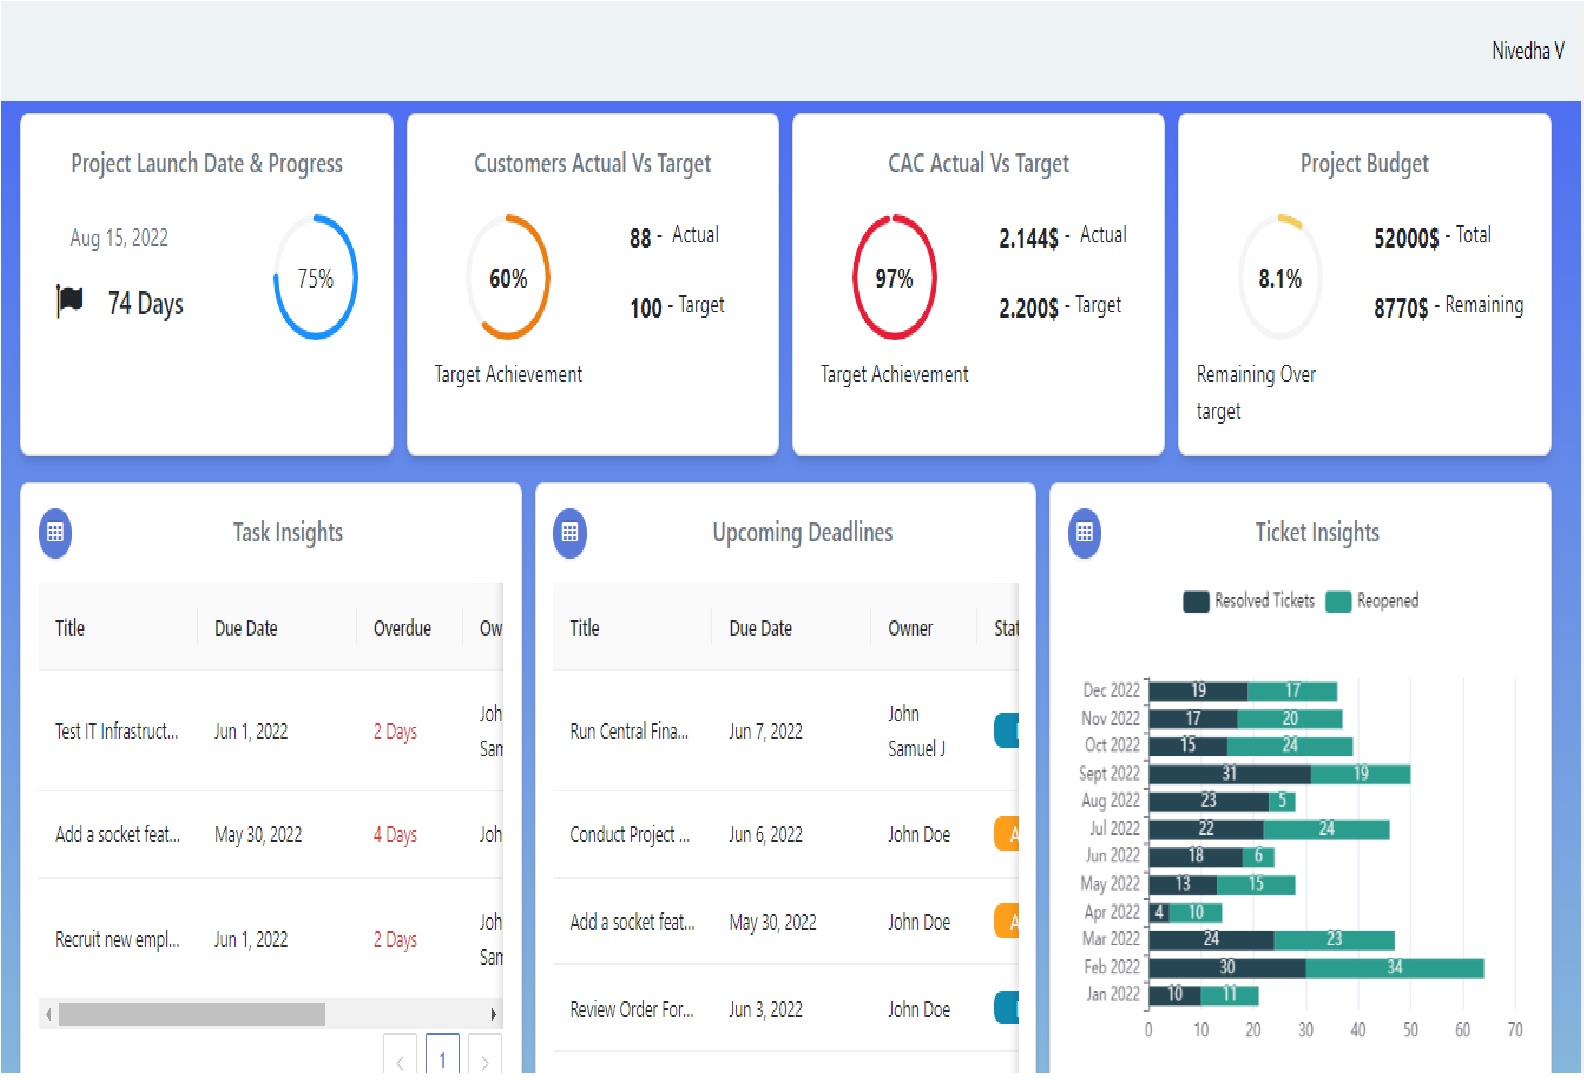 Nivedha V
Project Launch Date & Progress
Aug 15, 2022
74 Days
75%
Customers Actual Vs Target
60%
88 - Actual
100 - Target
Target Achievement
CAC Actual Vs Target
97%
2.144$ - Actual
2.200$ - Target
Target Achievement
Project Budget
8.1%
52000$ - Total
8770$ - Remaining
Remaining Over
target
Task Insights
Title Due Date Overdue Ow
Test IT Infrastruct... Jun 1, 2022 2 Days Joh
Sam
Add a socket feat... May 30, 2022 4 Days Joh
Recruit new empl... Jun 1, 2022 2 Days Joh
Sam
1
Upcoming Deadlines
Title Due Date Owner Stat
Run Central Fina... Jun 7, 2022 John
Samuel J
Conduct Project ... Jun 6, 2022 John Doe A
Add a socket feat... May 30, 2022 John Doe A
Review Order For... Jun 3, 2022 John Doe
Ticket Insights
Resolved Tickets Reopened
Dec 2022 19 17
Nov 2022 17 20
Oct 2022 15 24
Sept 2022 31 19
Aug 2022 23 5
Jul 2022 22 24
Jun 2022 18 6
May 2022 13 15
Apr 2022 4 10
Mar 2022 24 23
Feb 2022 30 34
Jan 2022 10 11
0 10 20 30 40 50 60 70